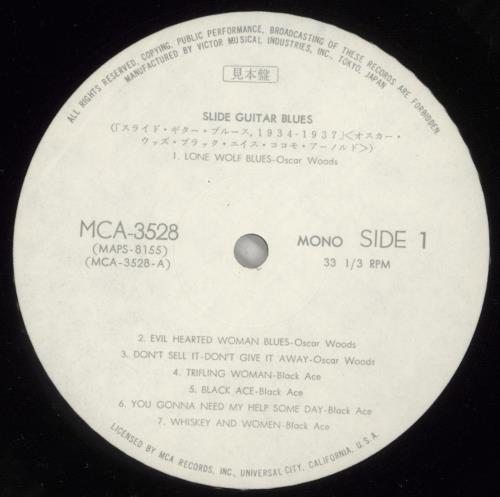 ALL RIGHTS RESERVED, COPYING, PUBLIC PERFORMANCE, BROADCASTING OF THESE RECORDS ARE FORBIDDEN
MANUFACTURED BY VICTOR MUSICAL INDUSTRIES, INC., TOKYO, JAPAN
見本盤
SLIDE GUITAR BLUES
(「スライド・ギター・ブルース, 1934-1937」<オスカー・
ウッズ・ブラック・エイス・ココモ・アーノルド>)
1. LONE WOLF BLUES-Oscar Woods
MCA-3528
(MAPS-8155)
(MCA-3528-A)
MONO SIDE 1
33 1/3 RPM
2. EVIL HEARTED WOMAN BLUES-Oscar Woods
3. DON'T SELL IT-DON'T GIVE IT AWAY-Oscar Woods
4. TRIFLING WOMAN-Black Ace
5. BLACK ACE-Black Ace
6. YOU GONNA NEED MY HELP SOME DAY-Black Ace
7. WHISKEY AND WOMEN-Black Ace
LICENSED BY MCA RECORDS, INC., UNIVERSAL CITY, CALIFORNIA, U.S.A.